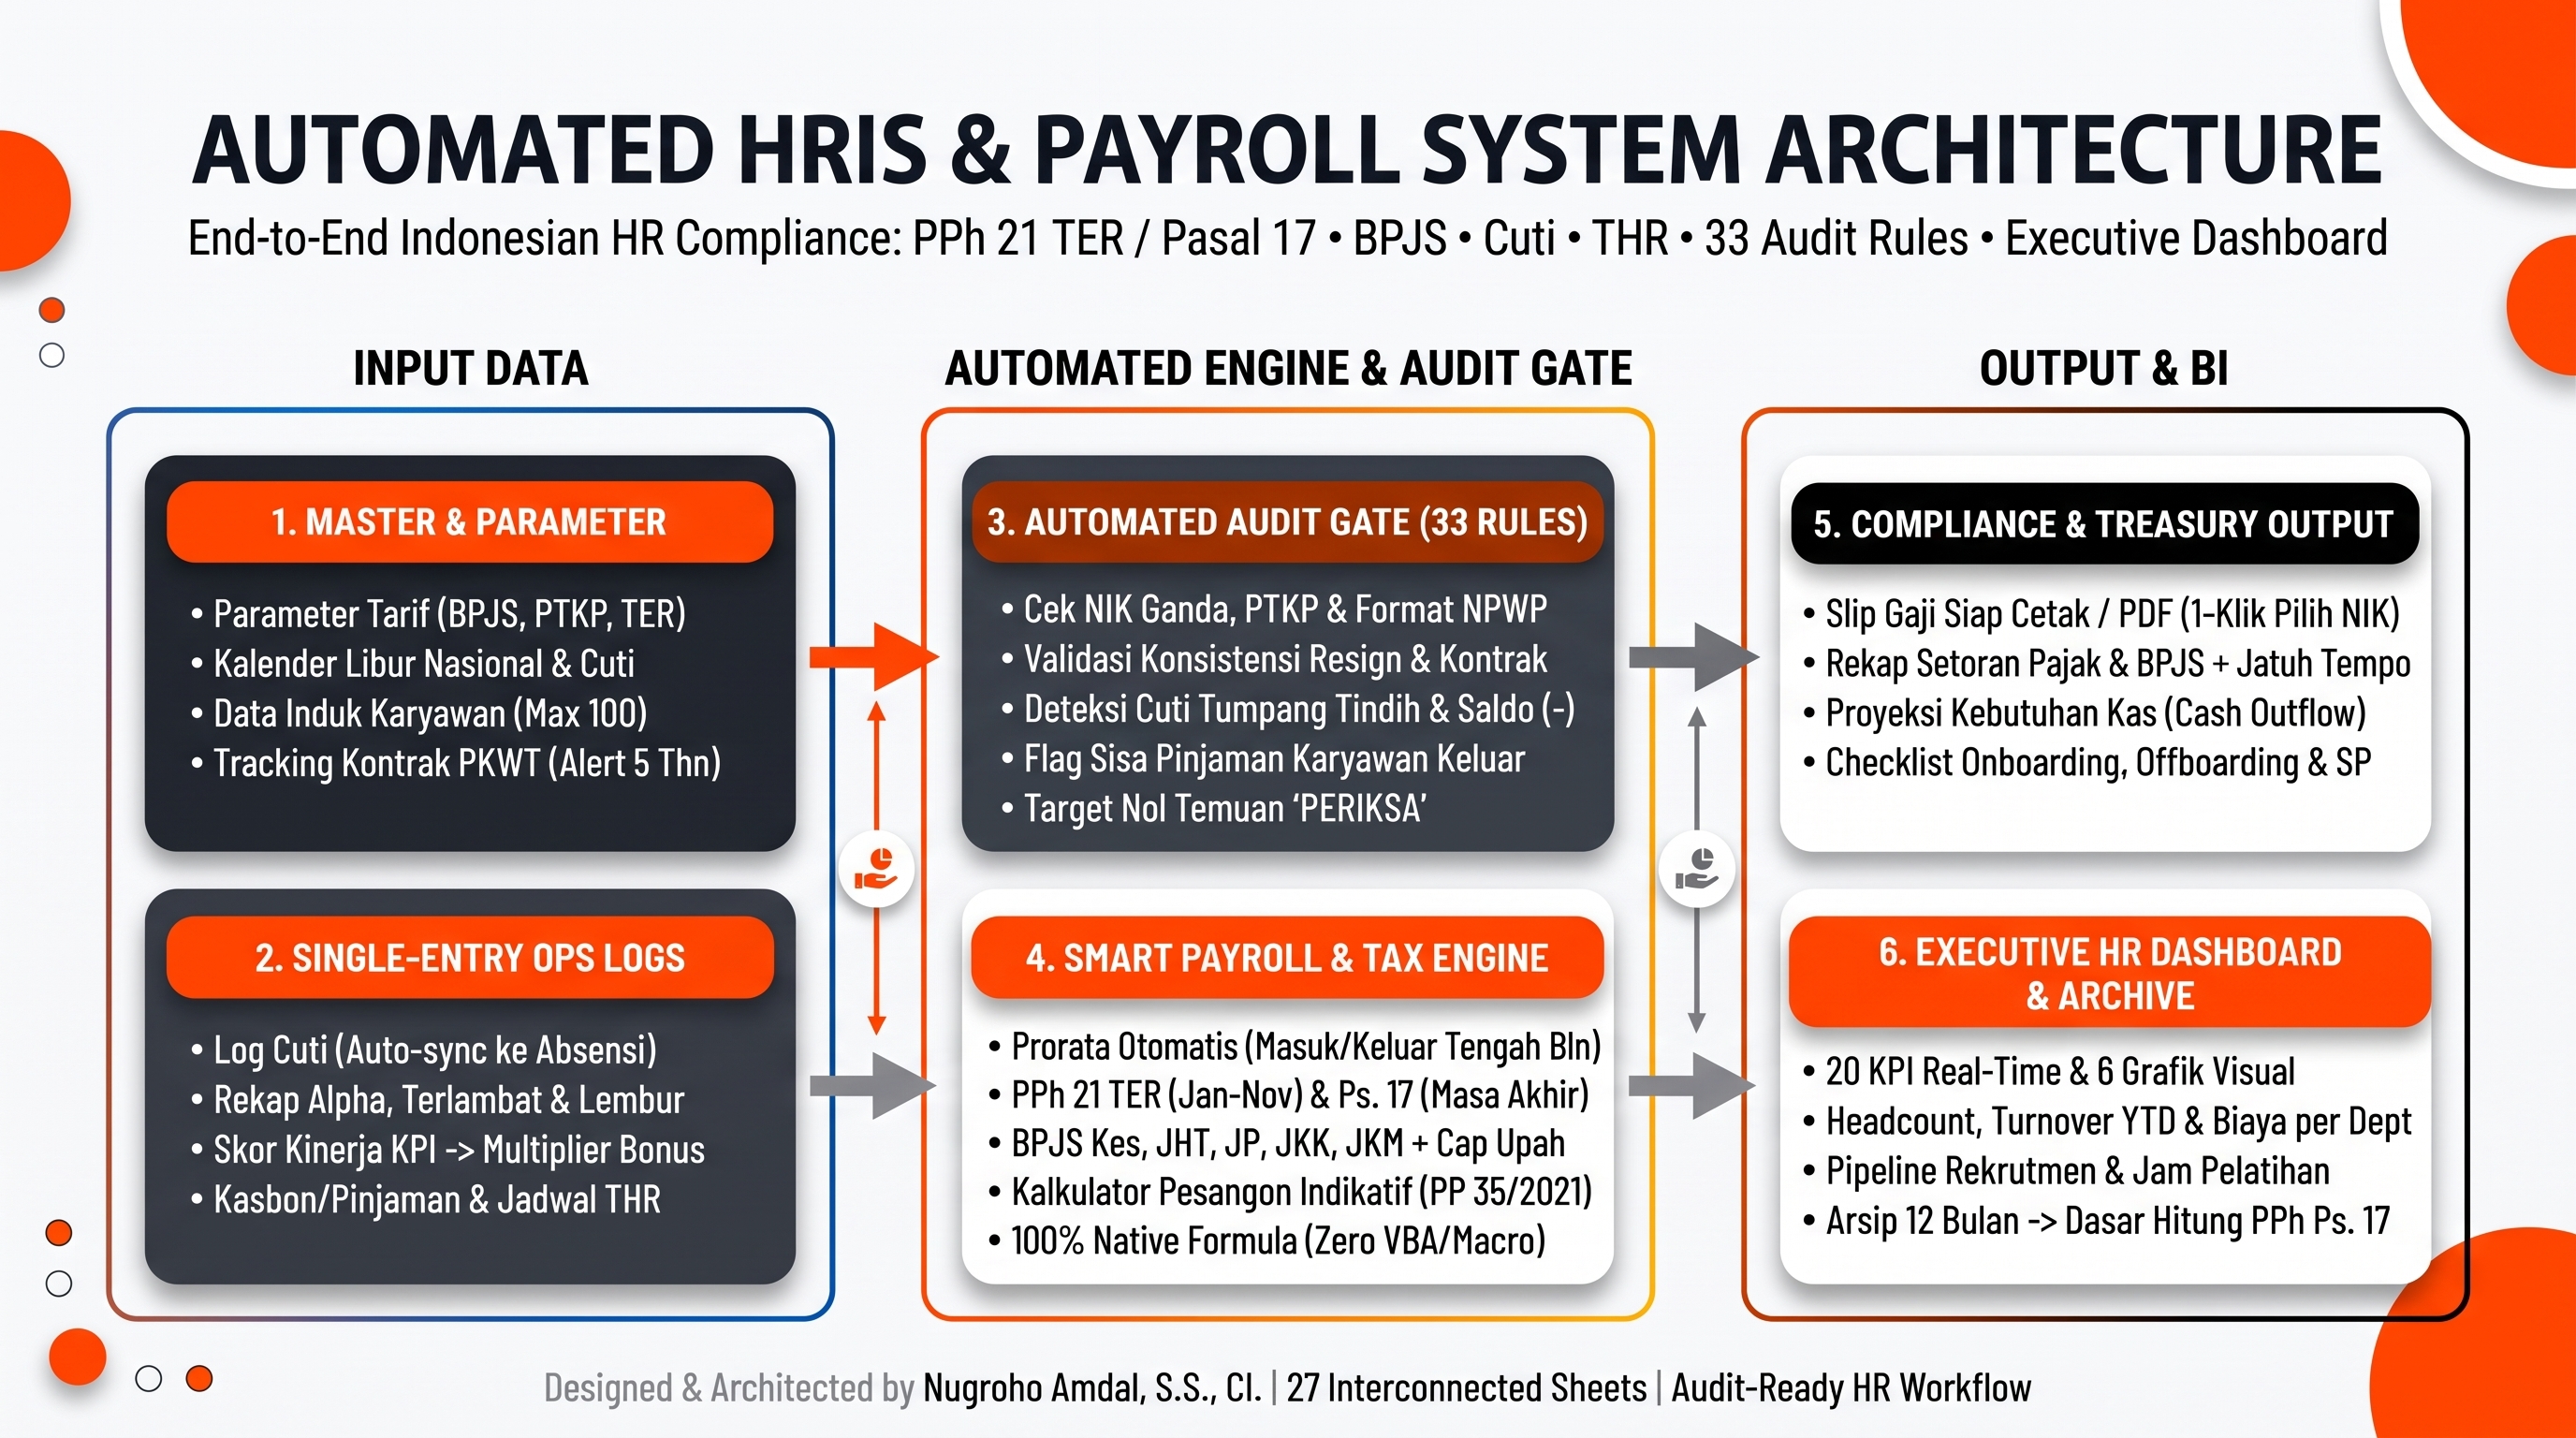 AUTOMATED HRIS & PAYROLL SYSTEM ARCHITECTURE
End-to-End Indonesian HR Compliance: PPh 21 TER / Pasal 17 • BPJS • Cuti • THR • 33 Audit Rules • Executive Dashboard
INPUT DATA
1. MASTER & PARAMETER
• Parameter Tarif (BPJS, PTKP, TER)
• Kalender Libur Nasional & Cuti
• Data Induk Karyawan (Max 100)
• Tracking Kontrak PKWT (Alert 5 Thn)
2. SINGLE-ENTRY OPS LOGS
• Log Cuti (Auto-sync ke Absensi)
• Rekap Alpha, Terlambat & Lembur
• Skor Kinerja KPI -> Multiplier Bonus
• Kasbon/Pinjaman & Jadwal THR
AUTOMATED ENGINE & AUDIT GATE
3. AUTOMATED AUDIT GATE (33 RULES)
• Cek NIK Ganda, PTKP & Format NPWP
• Validasi Konsistensi Resign & Kontrak
• Deteksi Cuti Tumpang Tindih & Saldo (-)
• Flag Sisa Pinjaman Karyawan Keluar
• Target Nol Temuan ‘PERIKSA’
4. SMART PAYROLL & TAX ENGINE
• Prorata Otomatis (Masuk/Keluar Tengah Bln)
• PPh 21 TER (Jan-Nov) & Ps. 17 (Masa Akhir)
• BPJS Kes, JHT, JP, JKK, JKM + Cap Upah
• Kalkulator Pesangon Indikatif (PP 35/2021)
• 100% Native Formula (Zero VBA/Macro)
OUTPUT & BI
5. COMPLIANCE & TREASURY OUTPUT
• Slip Gaji Siap Cetak / PDF (1-Klik Pilih NIK)
• Rekap Setoran Pajak & BPJS + Jatuh Tempo
• Proyeksi Kebutuhan Kas (Cash Outflow)
• Checklist Onboarding, Offboarding & SP
6. EXECUTIVE HR DASHBOARD
& ARCHIVE
• 20 KPI Real-Time & 6 Grafik Visual
• Headcount, Turnover YTD & Biaya per Dept
• Pipeline Rekrutmen & Jam Pelatihan
• Arsip 12 Bulan -> Dasar Hitung PPh Ps. 17
Designed & Architected by Nugroho Amdal, S.S., CI. | 27 Interconnected Sheets | Audit-Ready HR Workflow